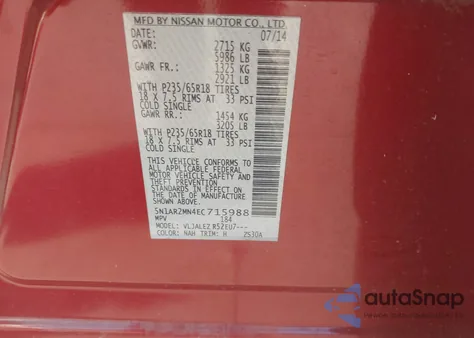 MFD BY NISSAN MOTOR CO., LTD.
DATE: 07/14
GVWR: 2715 KG
5986 LB
GAWR FR.: 1325 KG
2921 LB
WITH P235/65R18 TIRES
18 X 7.5 RIMS AT 33 PSI
COLD SINGLE
GAWR RR.: 1454 KG
3205 LB
WITH P235/65R18 TIRES
18 X 7.5 RIMS AT 33 PSI
COLD SINGLE
THIS VEHICLE CONFORMS TO
ALL APPLICABLE FEDERAL
MOTOR VEHICLE SAFETY AND
THEFT PREVENTION STANDARDS
IN EFFECT ON THE DATE OF
MANUFACTURE SHOWN ABOVE.
5N1AR2MN4EC715988
MPV 184
MODEL: VLJALEZ R52EU7---
COLOR: NAH TRIM: H 2530A
autoSnap